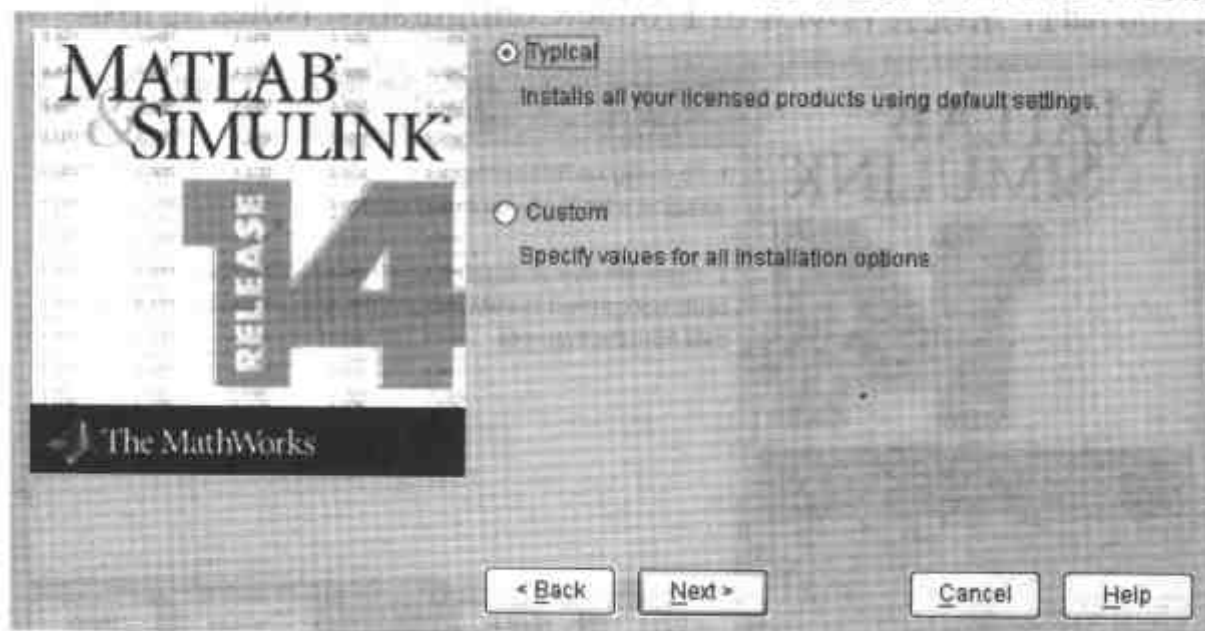 MATLAB®
& SIMULINK®
RELEASE 14
The MathWorks
Typical
Installs all your licensed products using default settings.
Custom
Specify values for all installation options.
< Back
Next >
Cancel
Help